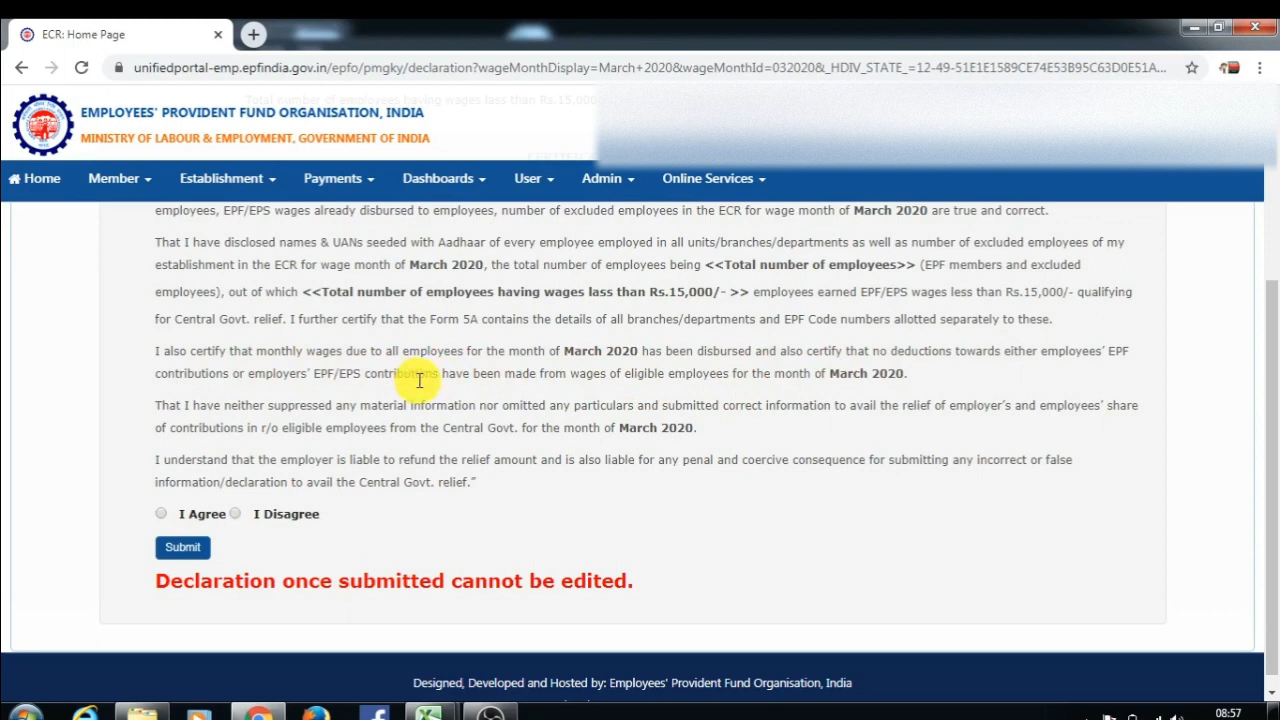 ECR: Home Page
unifiedportal-emp.epfindia.gov.in/epfo/pmgky/declaration?wageMonthDisplay=March+2020&wageMonthId=032020&_HDIV_STATE_=12-49-51E1E1589CE74E53B95C63D0E51A...
Total number of employees having wages less than Rs.15,000
EMPLOYEES' PROVIDENT FUND ORGANISATION, INDIA
MINISTRY OF LABOUR & EMPLOYMENT, GOVERNMENT OF INDIA
Home Member Establishment Payments Dashboards User Admin Online Services
employees, EPF/EPS wages already disbursed to employees, number of excluded employees in the ECR for wage month of March 2020 are true and correct.
That I have disclosed names & UANs seeded with Aadhaar of every employee employed in all units/branches/departments as well as number of excluded employees of my
establishment in the ECR for wage month of March 2020, the total number of employees being <<Total number of employees>> (EPF members and excluded
employees), out of which <<Total number of employees having wages lass than Rs.15,000/- >> employees earned EPF/EPS wages less than Rs.15,000/- qualifying
for Central Govt. relief. I further certify that the Form 5A contains the details of all branches/departments and EPF Code numbers allotted separately to these.
I also certify that monthly wages due to all employees for the month of March 2020 has been disbursed and also certify that no deductions towards either employees' EPF
contributions or employers' EPF/EPS contributions have been made from wages of eligible employees for the month of March 2020.
That I have neither suppressed any material information nor omitted any particulars and submitted correct information to avail the relief of employer's and employees' share
of contributions in r/o eligible employees from the Central Govt. for the month of March 2020.
I understand that the employer is liable to refund the relief amount and is also liable for any penal and coercive consequence for submitting any incorrect or false
information/declaration to avail the Central Govt. relief."
I Agree I Disagree
Submit
Declaration once submitted cannot be edited.
Designed, Developed and Hosted by: Employees' Provident Fund Organisation, India
08:57